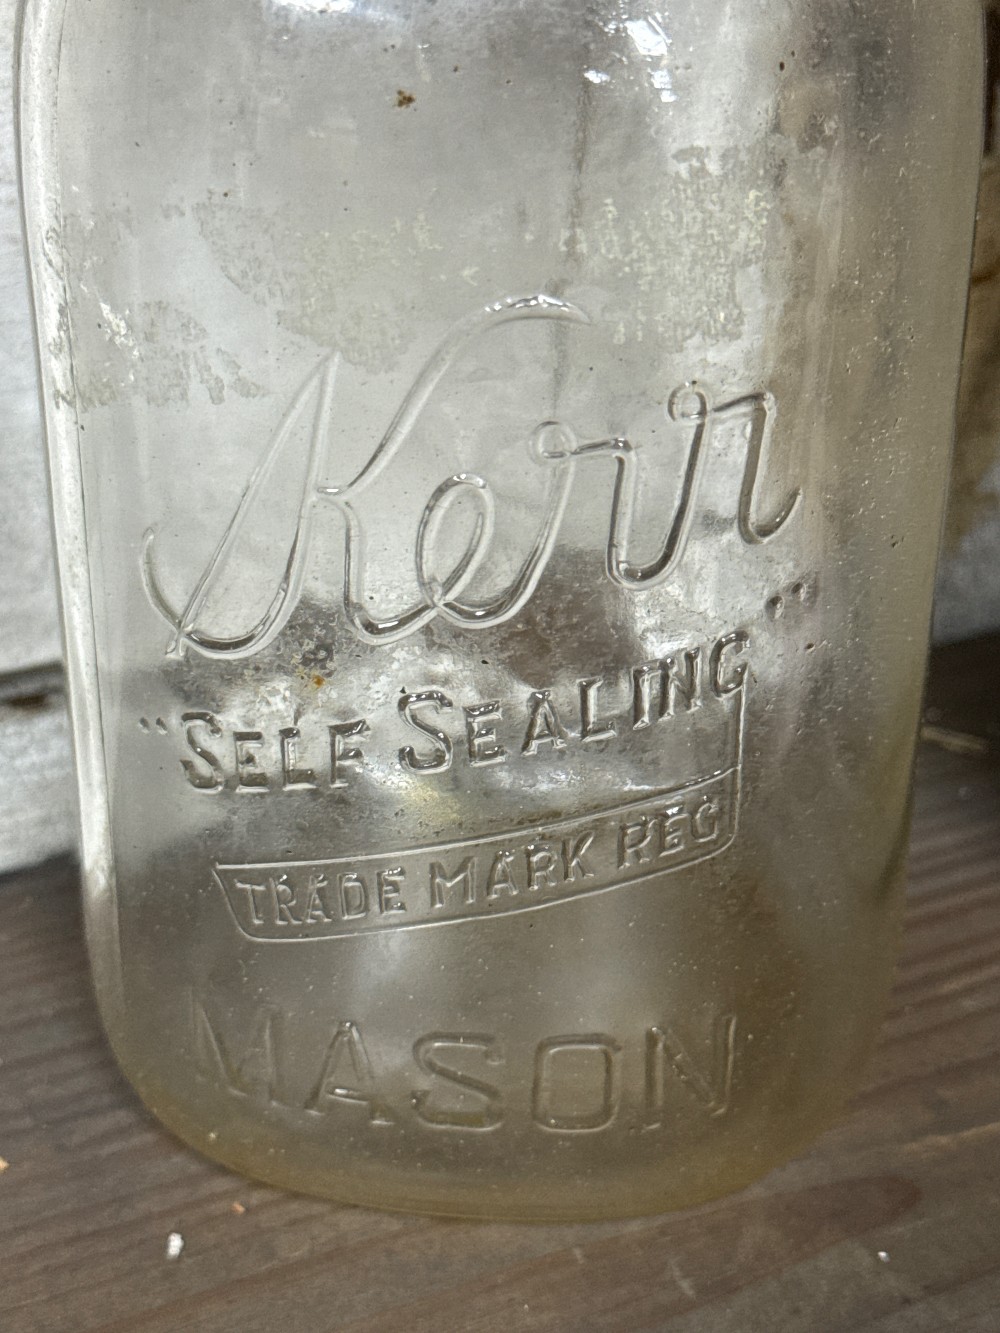 Kerr
"SELF SEALING"
TRADE MARK REG
MASON